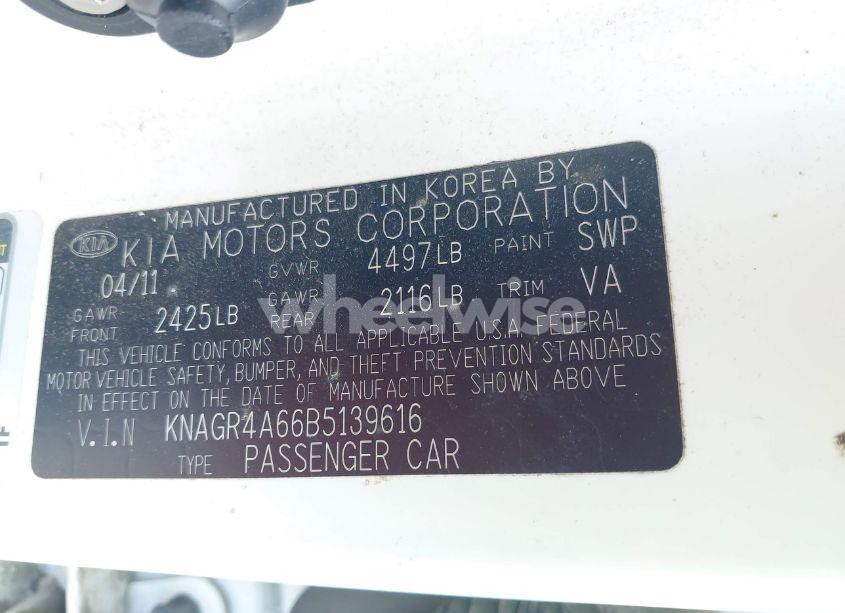 MANUFACTURED IN KOREA BY
KIA KIA MOTORS CORPORATION
04/11 GVWR 4497LB PAINT SWP
GAWR FRONT 2425LB GAWR REAR 2116LB TRIM VA
THIS VEHICLE CONFORMS TO ALL APPLICABLE U.S.A. FEDERAL
MOTOR VEHICLE SAFETY, BUMPER, AND THEFT PREVENTION STANDARDS
IN EFFECT ON THE DATE OF MANUFACTURE SHOWN ABOVE
V.I.N KNAGR4A66B5139616
TYPE PASSENGER CAR
wheelwise